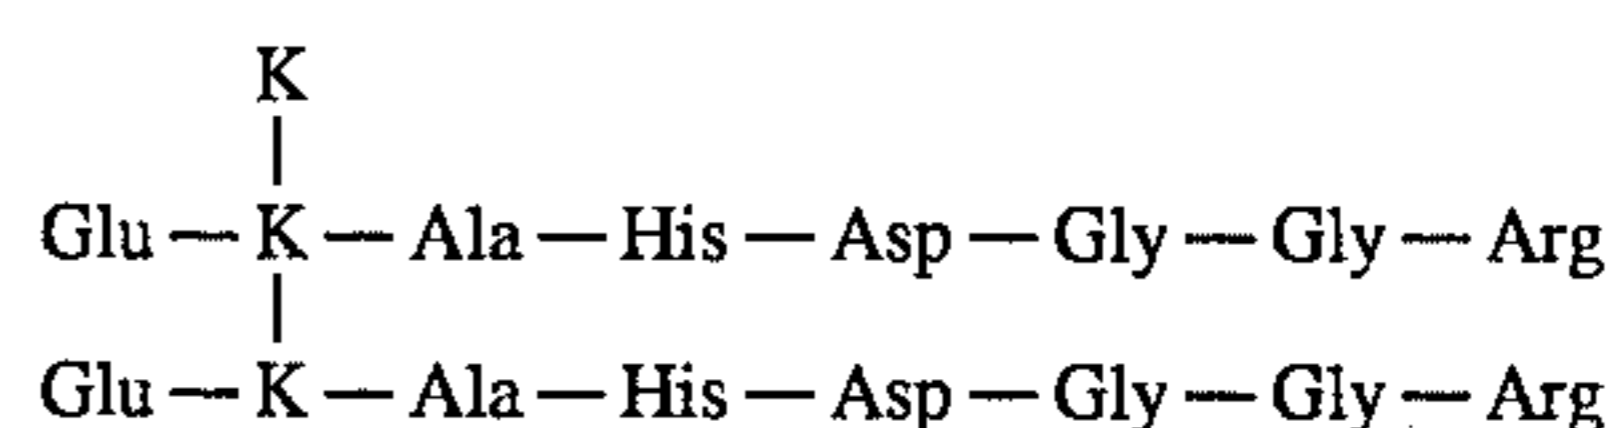 K
Glu — K — Ala — His — Asp — Gly — Gly — Arg
Glu — K — Ala — His — Asp — Gly — Gly — Arg